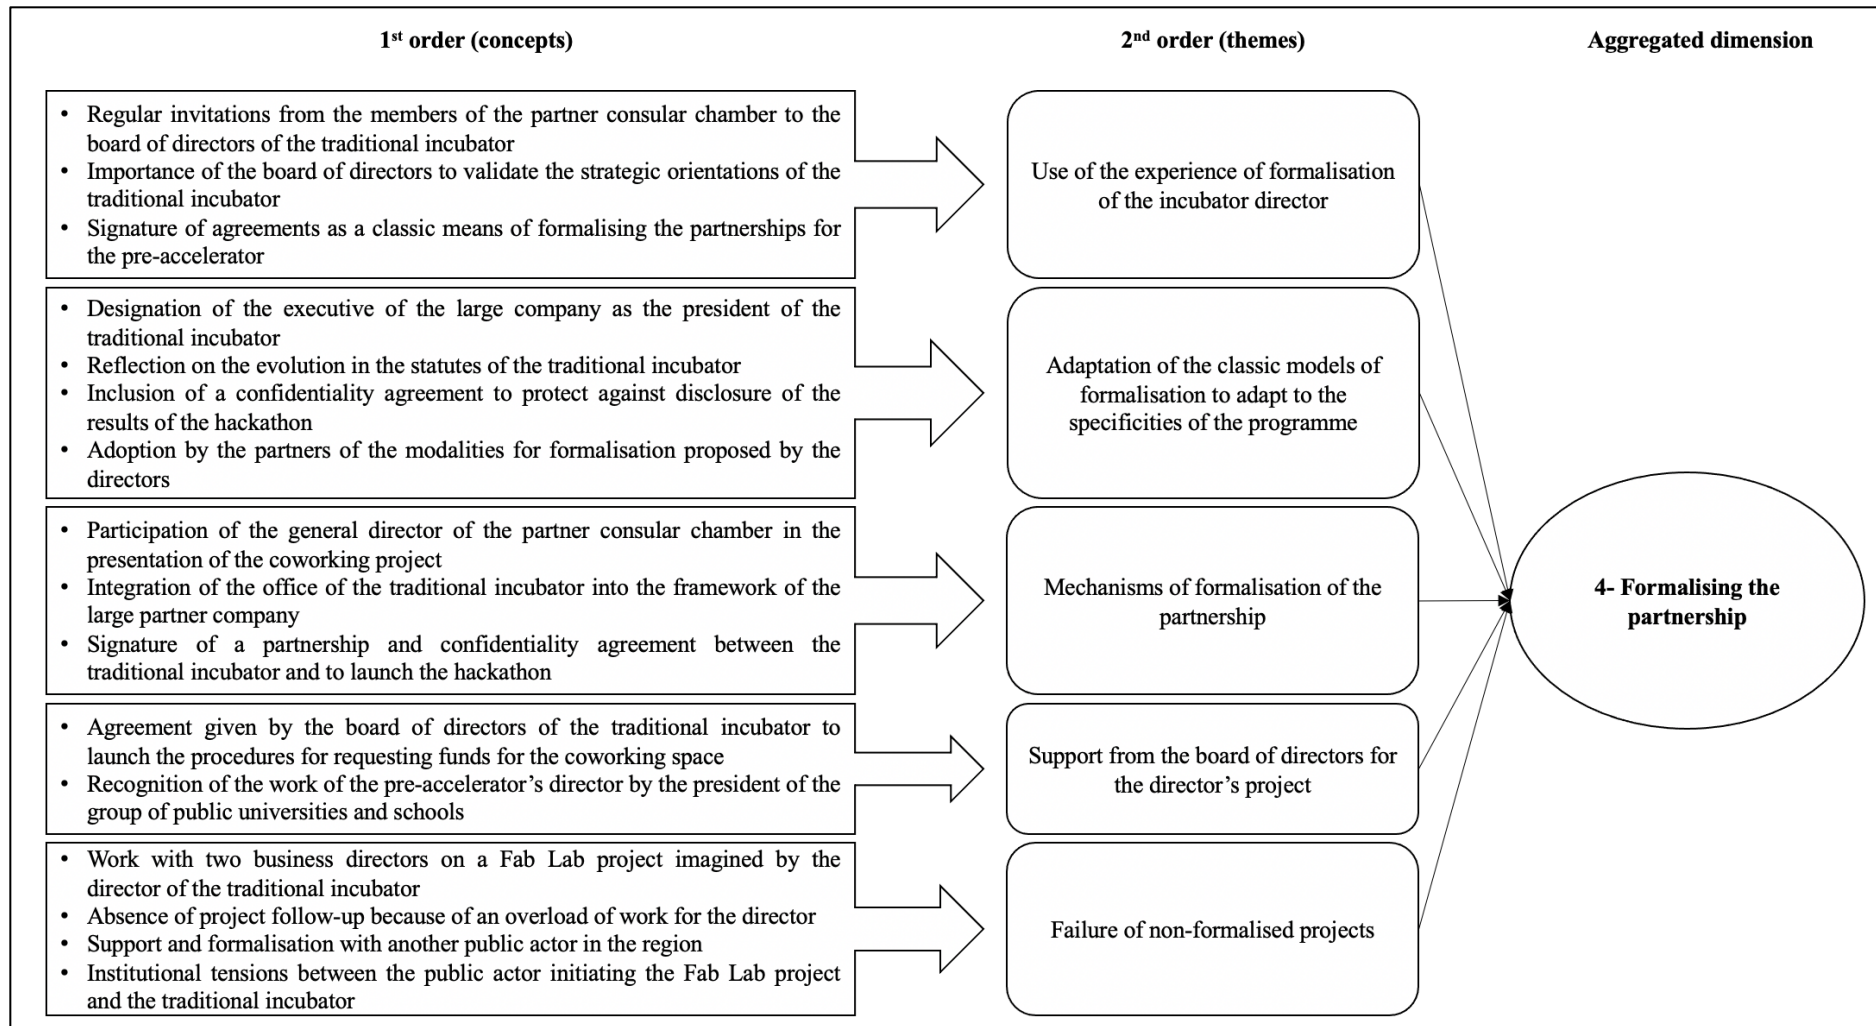 1st order (concepts)
2nd order (themes)
Aggregated dimension
• Regular invitations from the members of the partner consular chamber to the
board of directors of the traditional incubator
• Importance of the board of directors to validate the strategic orientations of the
traditional incubator
• Signature of agreements as a classic means of formalising the partnerships for
the pre-accelerator
Use of the experience of formalisation
of the incubator director
• Designation of the executive of the large company as the president of the
traditional incubator
• Reflection on the evolution in the statutes of the traditional incubator
• Inclusion of a confidentiality agreement to protect against disclosure of the
results of the hackathon
• Adoption by the partners of the modalities for formalisation proposed by the
directors
Adaptation of the classic models of
formalisation to adapt to the
specificities of the programme
• Participation of the general director of the partner consular chamber in the
presentation of the coworking project
• Integration of the office of the traditional incubator into the framework of the
large partner company
• Signature of a partnership and confidentiality agreement between the
traditional incubator and to launch the hackathon
Mechanisms of formalisation of the
partnership
• Agreement given by the board of directors of the traditional incubator to
launch the procedures for requesting funds for the coworking space
• Recognition of the work of the pre-accelerator’s director by the president of the
group of public universities and schools
Support from the board of directors for
the director’s project
• Work with two business directors on a Fab Lab project imagined by the
director of the traditional incubator
• Absence of project follow-up because of an overload of work for the director
• Support and formalisation with another public actor in the region
• Institutional tensions between the public actor initiating the Fab Lab project
and the traditional incubator
Failure of non-formalised projects
4- Formalising the
partnership